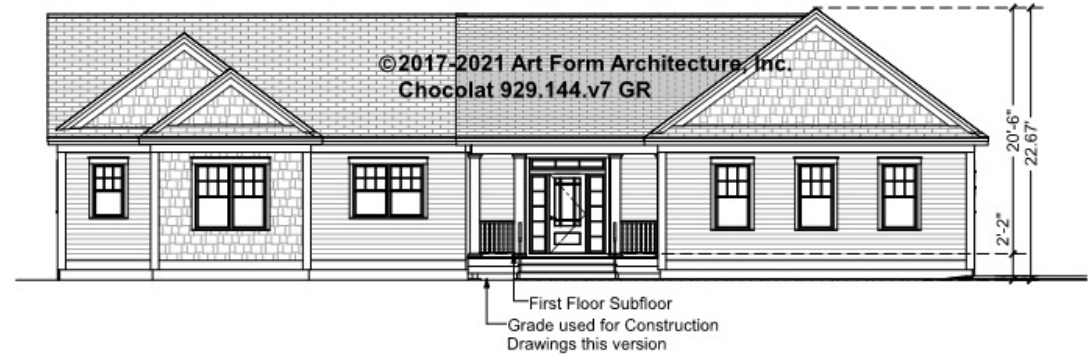 ©2017-2021 Art Form Architecture, Inc.
Chocolat 929.144.v7 GR
20'-6"
22.67'
2'-2"
First Floor Subfloor
Grade used for Construction
Drawings this version